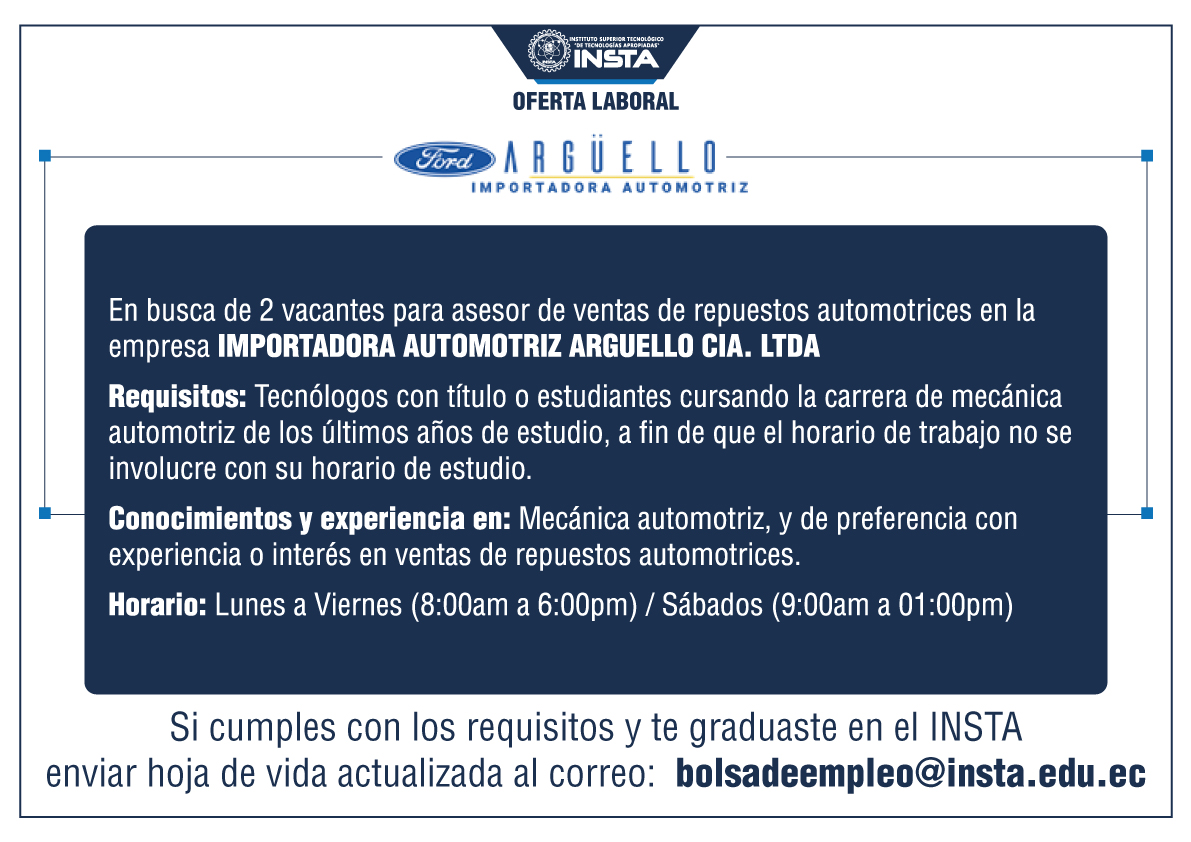 INSTITUTO SUPERIOR TECNOLÓGICO
"DE TECNOLOGÍAS APROPIADAS"
INSTA
OFERTA LABORAL
Ford ARGÜELLO
IMPORTADORA AUTOMOTRIZ
En busca de 2 vacantes para asesor de ventas de repuestos automotrices en la
empresa IMPORTADORA AUTOMOTRIZ ARGUELLO CIA. LTDA
Requisitos: Tecnólogos con título o estudiantes cursando la carrera de mecánica
automotriz de los últimos años de estudio, a fin de que el horario de trabajo no se
involucre con su horario de estudio.
Conocimientos y experiencia en: Mecánica automotriz, y de preferencia con
experiencia o interés en ventas de repuestos automotrices.
Horario: Lunes a Viernes (8:00am a 6:00pm) / Sábados (9:00am a 01:00pm)
Si cumples con los requisitos y te graduaste en el INSTA
enviar hoja de vida actualizada al correo: bolsadeempleo@insta.edu.ec